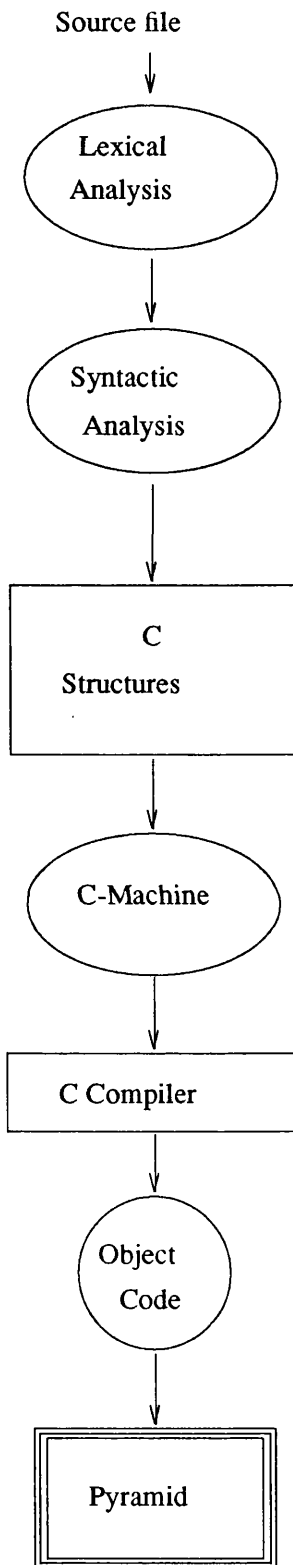 Source file
Lexical
Analysis
Syntactic
Analysis
C
Structures
C-Machine
C Compiler
Object
Code
Pyramid